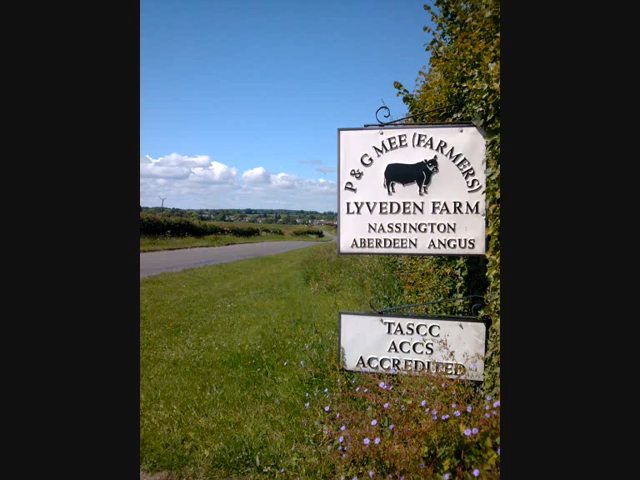 P & G MEE (FARMERS)
LYVEDEN FARM
NASSINGTON
ABERDEEN ANGUS
TASCC
ACCS
ACCREDITED